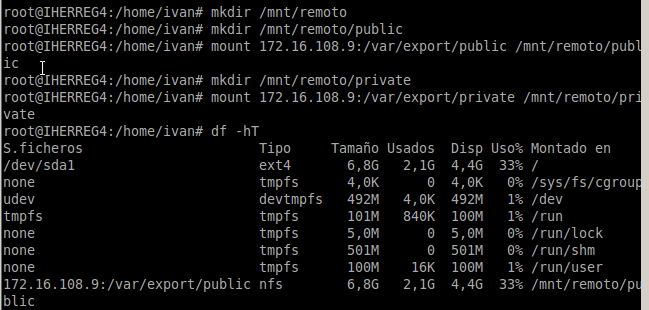 root@IHERREG4:/home/ivan# mkdir /mnt/remoto
root@IHERREG4:/home/ivan# mkdir /mnt/remoto/public
root@IHERREG4:/home/ivan# mount 172.16.108.9:/var/export/public /mnt/remoto/publ
ic
root@IHERREG4:/home/ivan# mkdir /mnt/remoto/private
root@IHERREG4:/home/ivan# mount 172.16.108.9:/var/export/private /mnt/remoto/pri
vate
root@IHERREG4:/home/ivan# df -hT
S.ficheros Tipo Tamaño Usados Disp Uso% Montado en
/dev/sda1 ext4 6,8G 2,1G 4,4G 33% /
none tmpfs 4,0K 0 4,0K 0% /sys/fs/cgroup
udev devtmpfs 492M 4,0K 492M 1% /dev
tmpfs tmpfs 101M 840K 100M 1% /run
none tmpfs 5,0M 0 5,0M 0% /run/lock
none tmpfs 501M 0 501M 0% /run/shm
none tmpfs 100M 16K 100M 1% /run/user
172.16.108.9:/var/export/public nfs 6,8G 2,1G 4,4G 33% /mnt/remoto/pu
blic